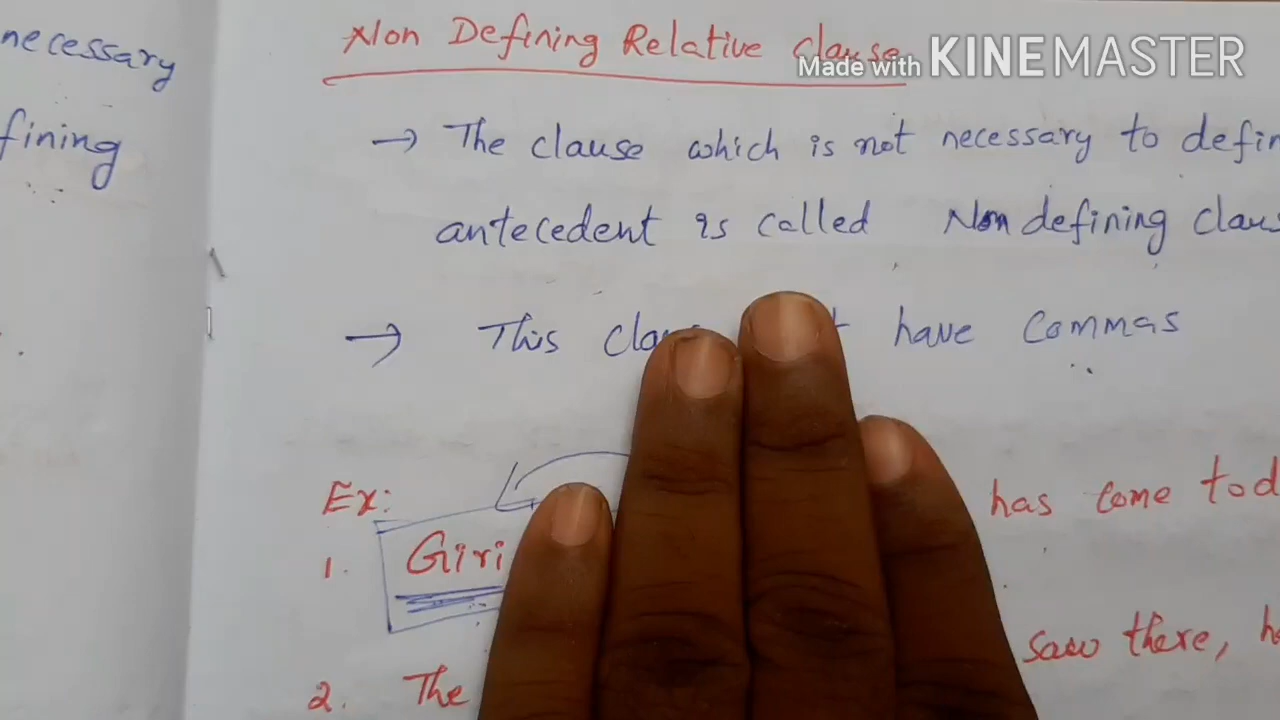 necessary
fining
Non Defining Relative Clause
Made with KINEMASTER
→ The clause which is not necessary to defin
antecedent is called Non defining Claus
→ This have Commas
Ex:
has come tod
1. Giri
saw there,
2. The